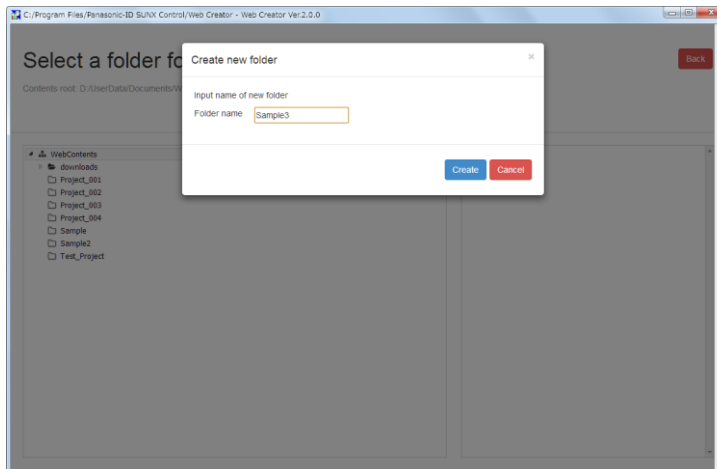 C:/Program Files/Panasonic-ID SUNX Control/Web Creator - Web Creator Ver.2.0.0
Select a folder fo
Back
Contents root D:/UserData/Documents/W
Create new folder
×
Input name of new folder
Folder name Sample3
Create Cancel
WebContents
downloads
Project_001
Project_002
Project_003
Project_004
Sample
Sample2
Test_Project